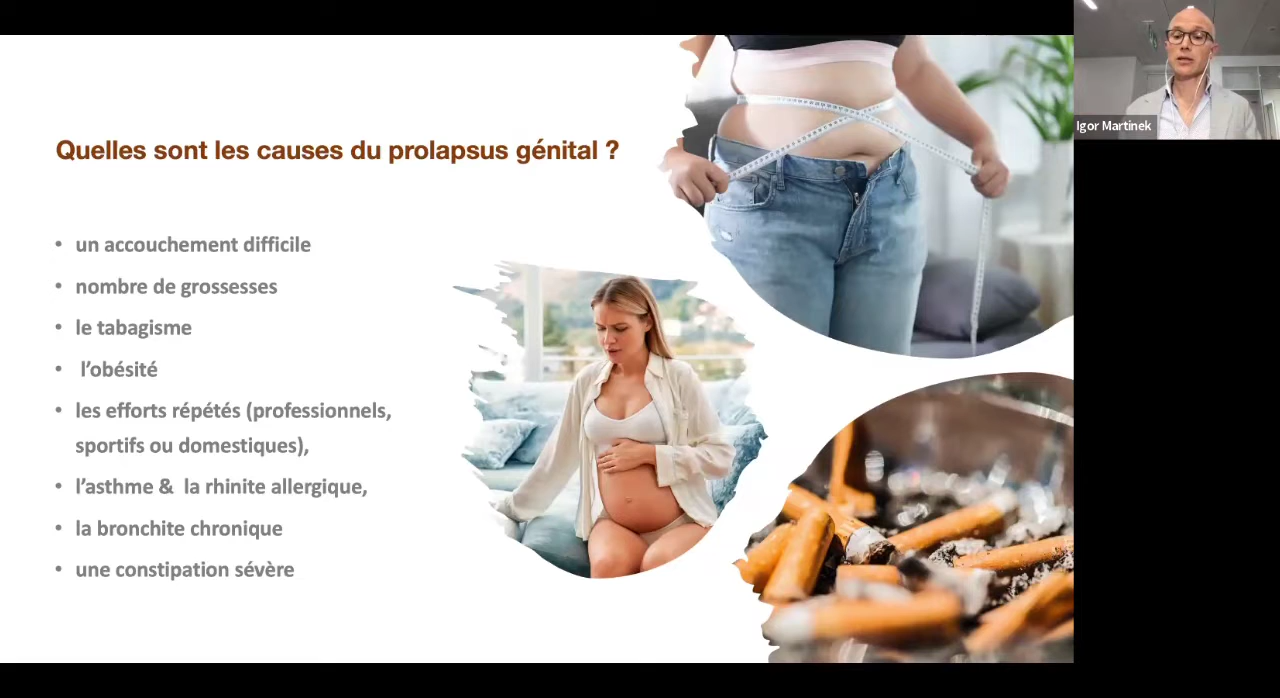 Quelles sont les causes du prolapsus génital ?
• un accouchement difficile
• nombre de grossesses
• le tabagisme
• l’obésité
• les efforts répétés (professionnels,
sportifs ou domestiques),
• l’asthme & la rhinite allergique,
• la bronchite chronique
• une constipation sévère
Igor Martinek